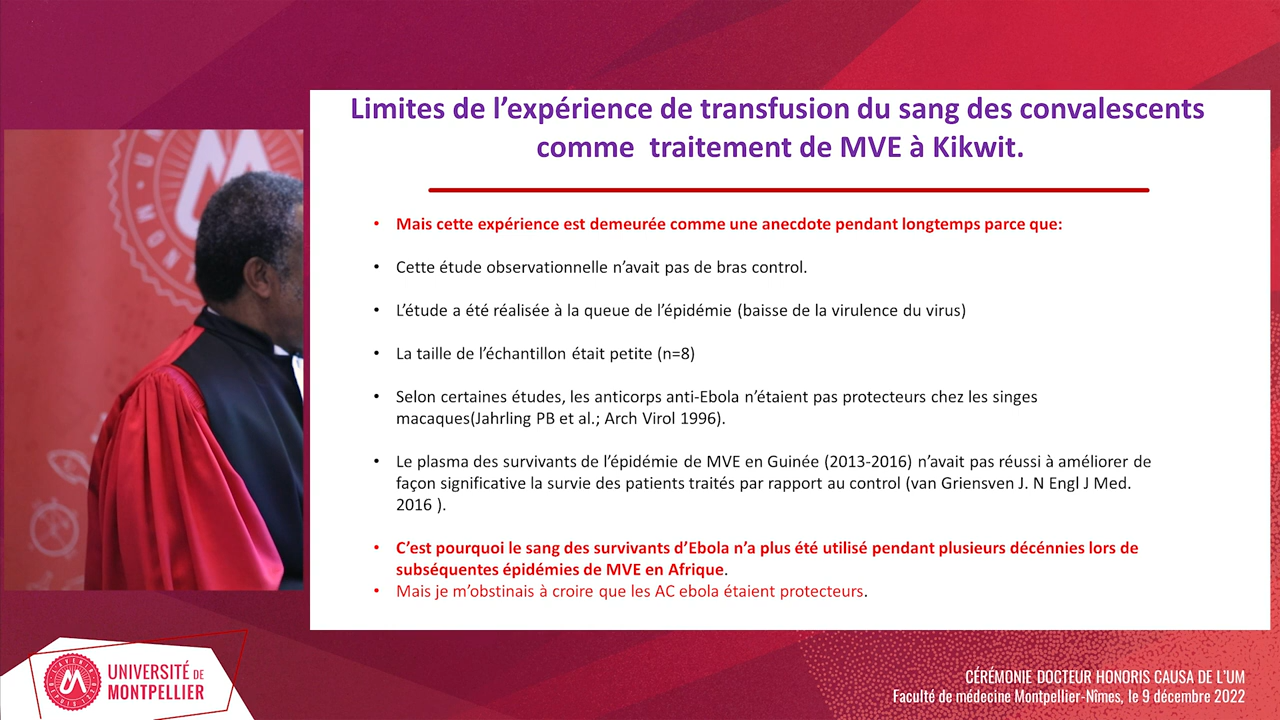 Limites de l’expérience de transfusion du sang des convalescents
comme traitement de MVE à Kikwit.
• Mais cette expérience est demeurée comme une anecdote pendant longtemps parce que:
• Cette étude observationnelle n’avait pas de bras control.
• L’étude a été réalisée à la queue de l’épidémie (baisse de la virulence du virus)
• La taille de l’échantillon était petite (n=8)
• Selon certaines études, les anticorps anti-Ebola n’étaient pas protecteurs chez les singes
macaques(Jahrling PB et al.; Arch Virol 1996).
• Le plasma des survivants de l’épidémie de MVE en Guinée (2013-2016) n’avait pas réussi à améliorer de
façon significative la survie des patients traités par rapport au control (van Griensven J. N Engl J Med.
2016 ).
• C’est pourquoi le sang des survivants d’Ebola n’a plus été utilisé pendant plusieurs décénnies lors de
subséquentes épidémies de MVE en Afrique.
• Mais je m’obstinais à croire que les AC ebola étaient protecteurs.
UNIVERSITÉ DE
MONTPELLIER
CÉRÉMONIE DOCTEUR HONORIS CAUSA DE L'UM
Faculté de médecine Montpellier-Nîmes, le 9 décembre 2022